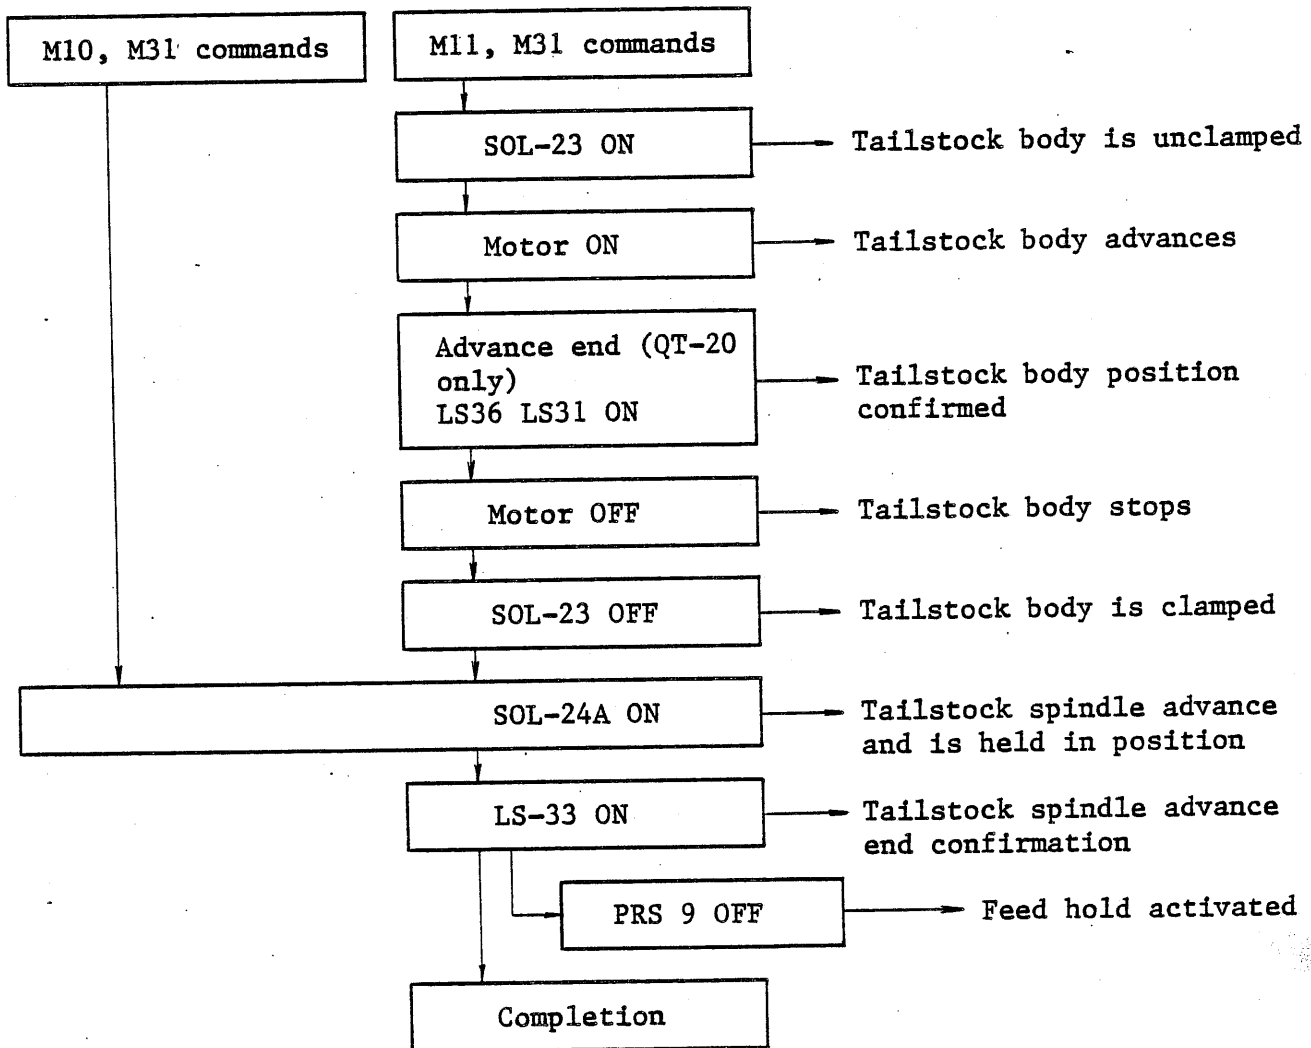 M10, M31 commands
M11, M31 commands
SOL-23 ON
Tailstock body is unclamped
Motor ON
Tailstock body advances
Advance end (QT-20
only)
LS36 LS31 ON
Tailstock body position
confirmed
Motor OFF
Tailstock body stops
SOL-23 OFF
Tailstock body is clamped
SOL-24A ON
Tailstock spindle advance
and is held in position
LS-33 ON
Tailstock spindle advance
end confirmation
PRS 9 OFF
Feed hold activated
Completion